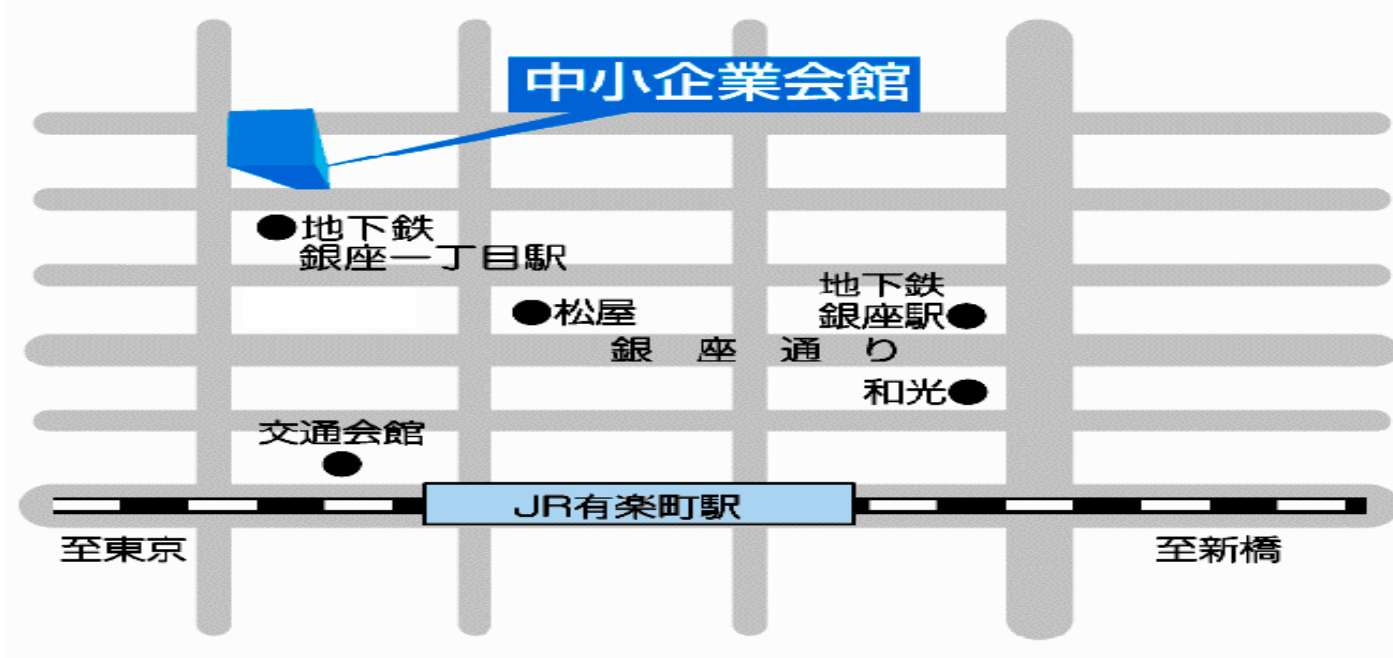 中小企業会館
地下鉄
銀座一丁目駅
地下鉄
銀座駅
松屋
銀座通り
和光
交通会館
JR有楽町駅
至東京
至新橋